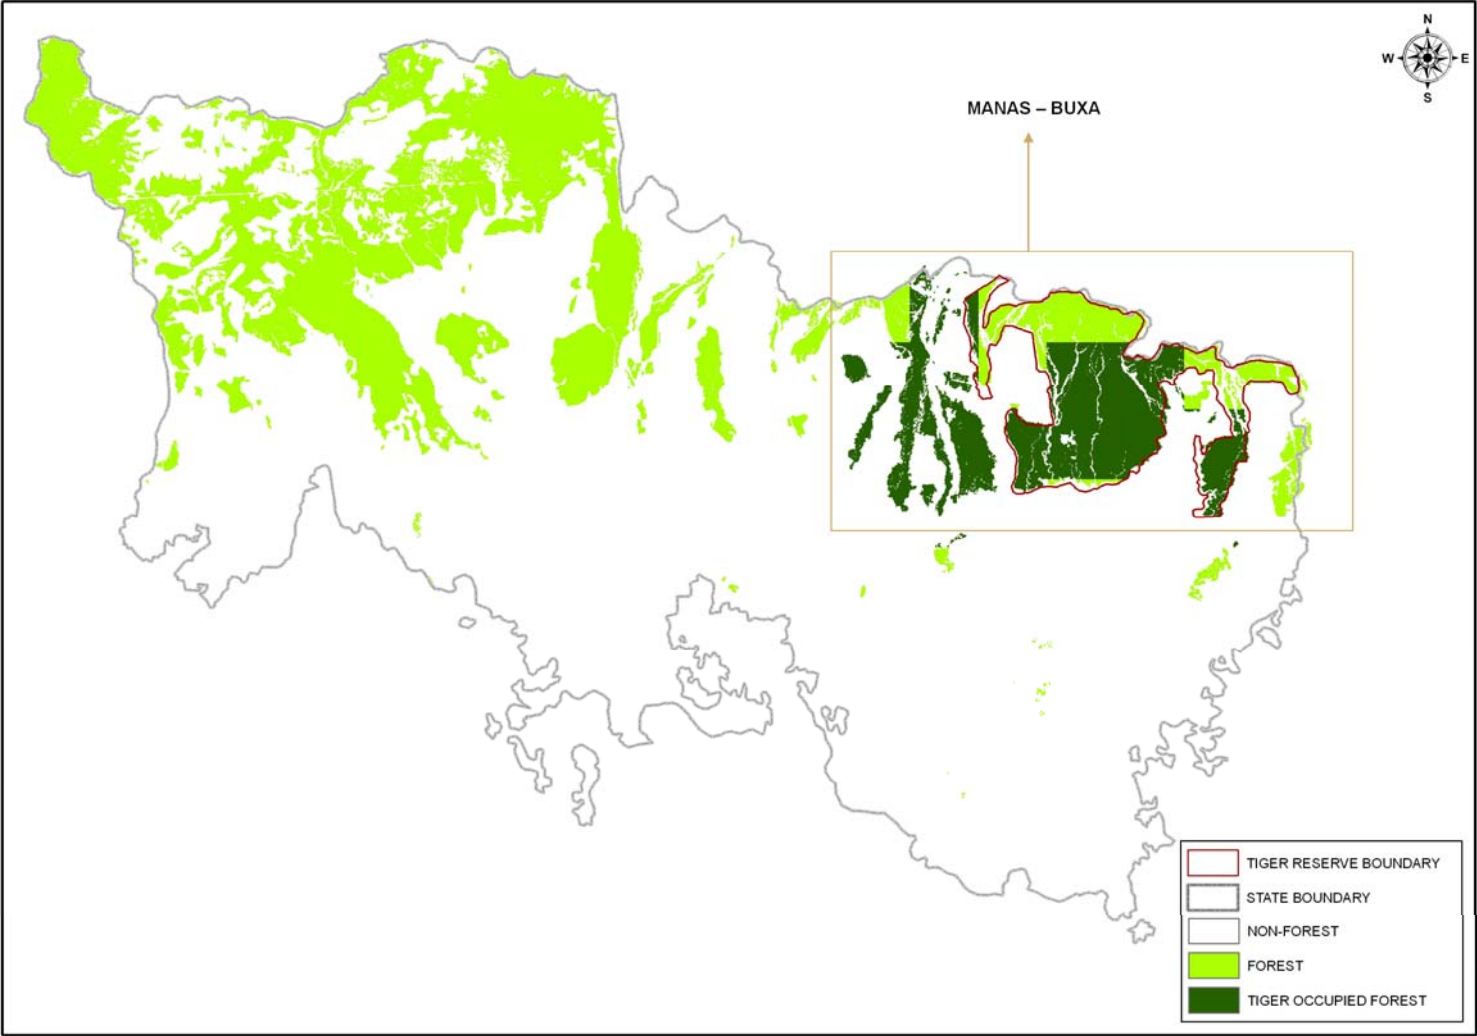 N
W E
S
MANAS – BUXA
TIGER RESERVE BOUNDARY
STATE BOUNDARY
NON-FOREST
FOREST
TIGER OCCUPIED FOREST